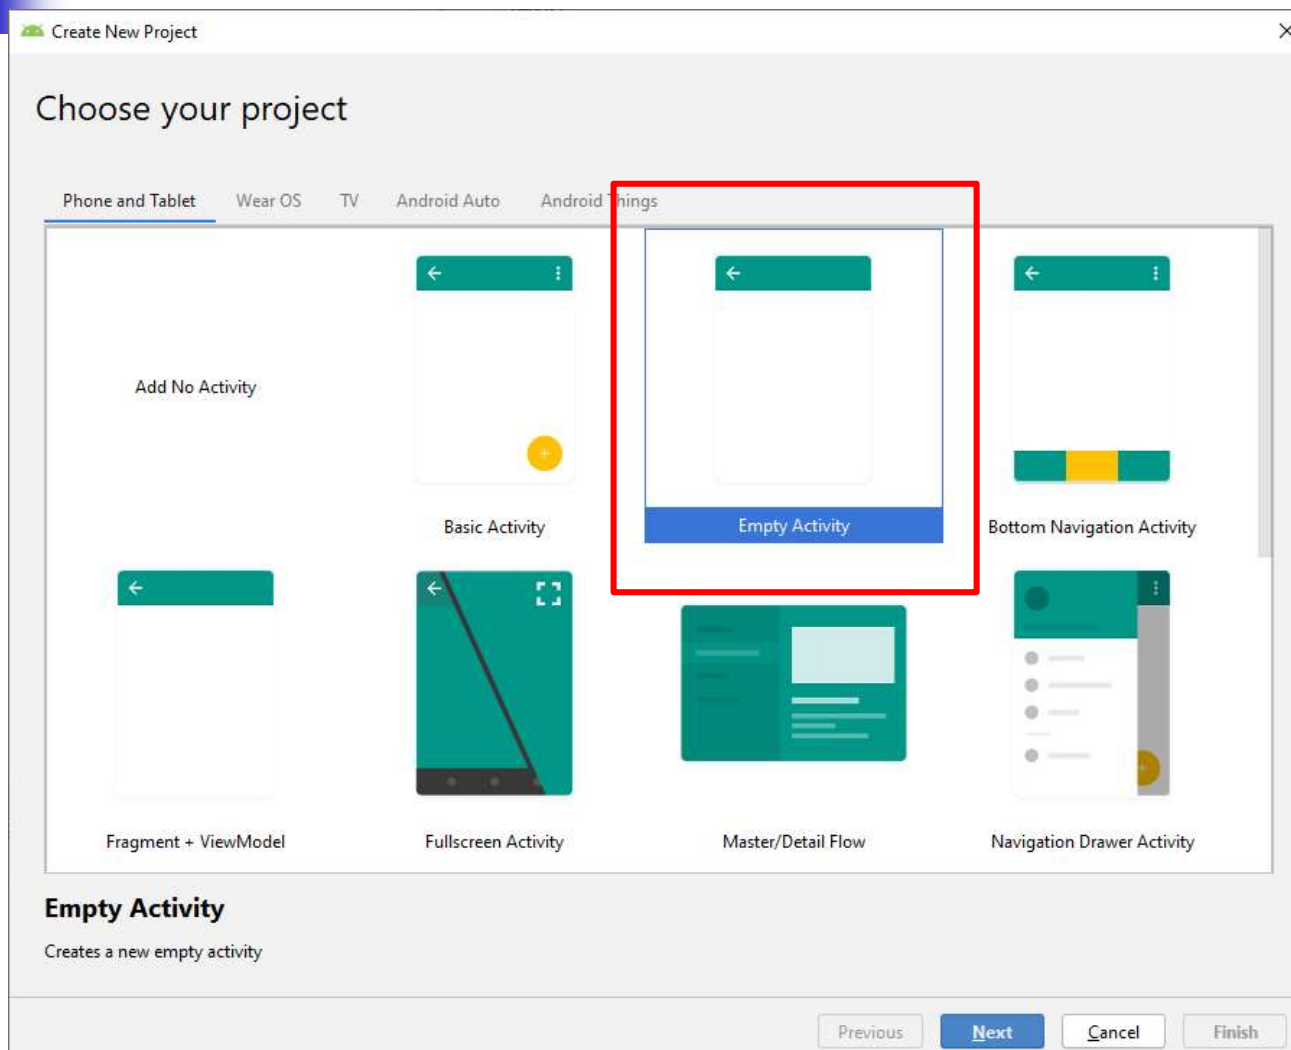 Create New Project
Choose your project
Phone and Tablet Wear OS TV Android Auto Android Things
Add No Activity
Basic Activity Empty Activity Bottom Navigation Activity
Fragment + ViewModel Fullscreen Activity Master/Detail Flow Navigation Drawer Activity
Empty Activity
Creates a new empty activity
Previous Next Cancel Finish